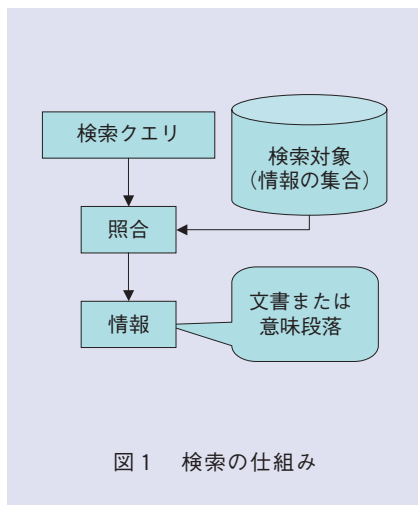 検索クエリ
検索対象
（情報の集合）
照合
情報
文書または
意味段落
図1　検索の仕組み